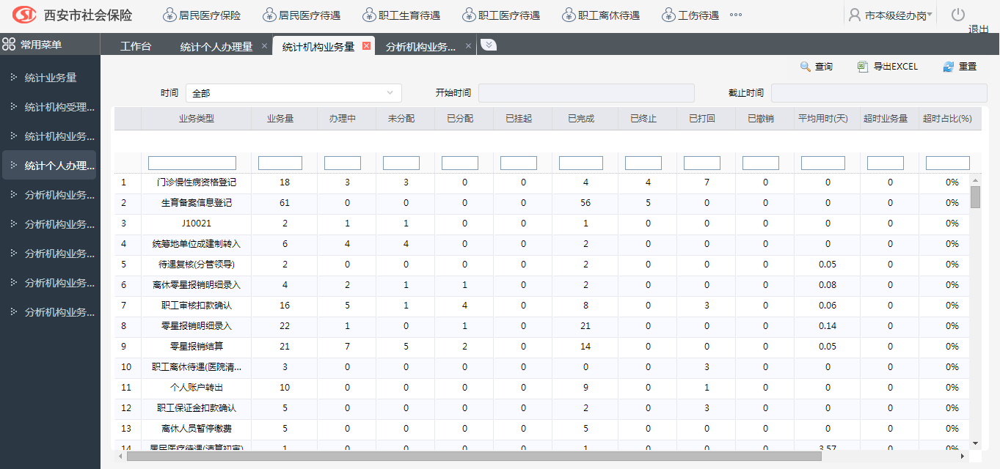 西安市社会保险 居民医疗保险 居民医疗待遇 职工生育待遇 职工医疗待遇 职工离休待遇 工伤待遇 市本级经办岗 退出
常用菜单 工作台 统计个人办理量 统计机构业务量 分析机构业务...
统计业务量
统计机构受理...
统计机构业务...
统计个人办理...
分析机构业务...
分析机构业务...
分析机构业务...
分析机构业务...
分析机构业务...
查询 导出EXCEL 重置
时间 全部 开始时间 截止时间
业务类型 业务量 办理中 未分配 已分配 已挂起 已完成 已终止 已打回 已撤销 平均用时(天) 超时业务量 超时占比(%)
1 门诊慢性病资格登记 18 3 3 0 0 4 4 7 0 0 0 0%
2 生育备案信息登记 61 0 0 0 0 56 5 0 0 0 0 0%
3 J10021 2 1 1 0 0 1 0 0 0 0 0 0%
4 统筹地单位成建制转入 6 4 4 0 0 2 0 0 0 0 0 0%
5 待遇复核(分管领导) 2 0 0 0 0 2 0 0 0 0.05 0 0%
6 离休零星报销明细录入 4 2 1 1 0 2 0 0 0 0.08 0 0%
7 职工审核扣款确认 16 5 1 4 0 8 0 3 0 0.06 0 0%
8 零星报销明细录入 22 1 0 1 0 21 0 0 0 0.14 0 0%
9 零星报销结算 21 7 5 2 0 14 0 0 0 0.05 0 0%
10 职工离休待遇(医院清... 3 0 0 0 0 0 0 3 0 0 0 0%
11 个人账户转出 10 0 0 0 0 9 0 1 0 0 0 0%
12 职工保证金扣款确认 5 0 0 0 0 2 0 3 0 0 0 0%
13 离休人员暂停缴费 5 0 0 0 0 5 0 0 0 0 0 0%
14 居民医疗待遇(清算初审) 1 0 0 0 0 1 0 0 0 3.57 0 0%